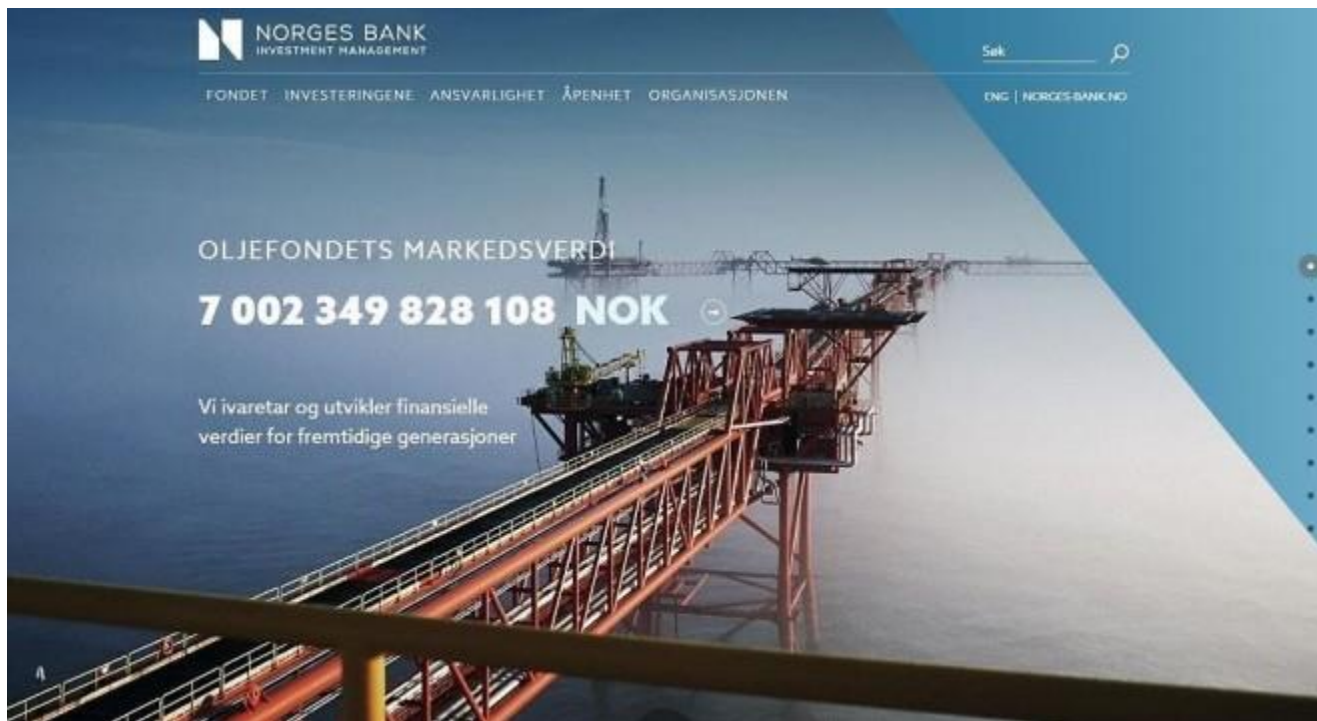 NORGES BANK
INVESTMENT MANAGEMENT
Søk
FONDET INVESTERINGENE ANSVARLIGHET ÅPENHET ORGANISASJONEN
ENG | NORGES-BANK.NO
OLJEFONDETS MARKEDSVERDI
7 002 349 828 108 NOK
Vi ivaretar og utvikler finansielle
verdier for fremtidige generasjoner